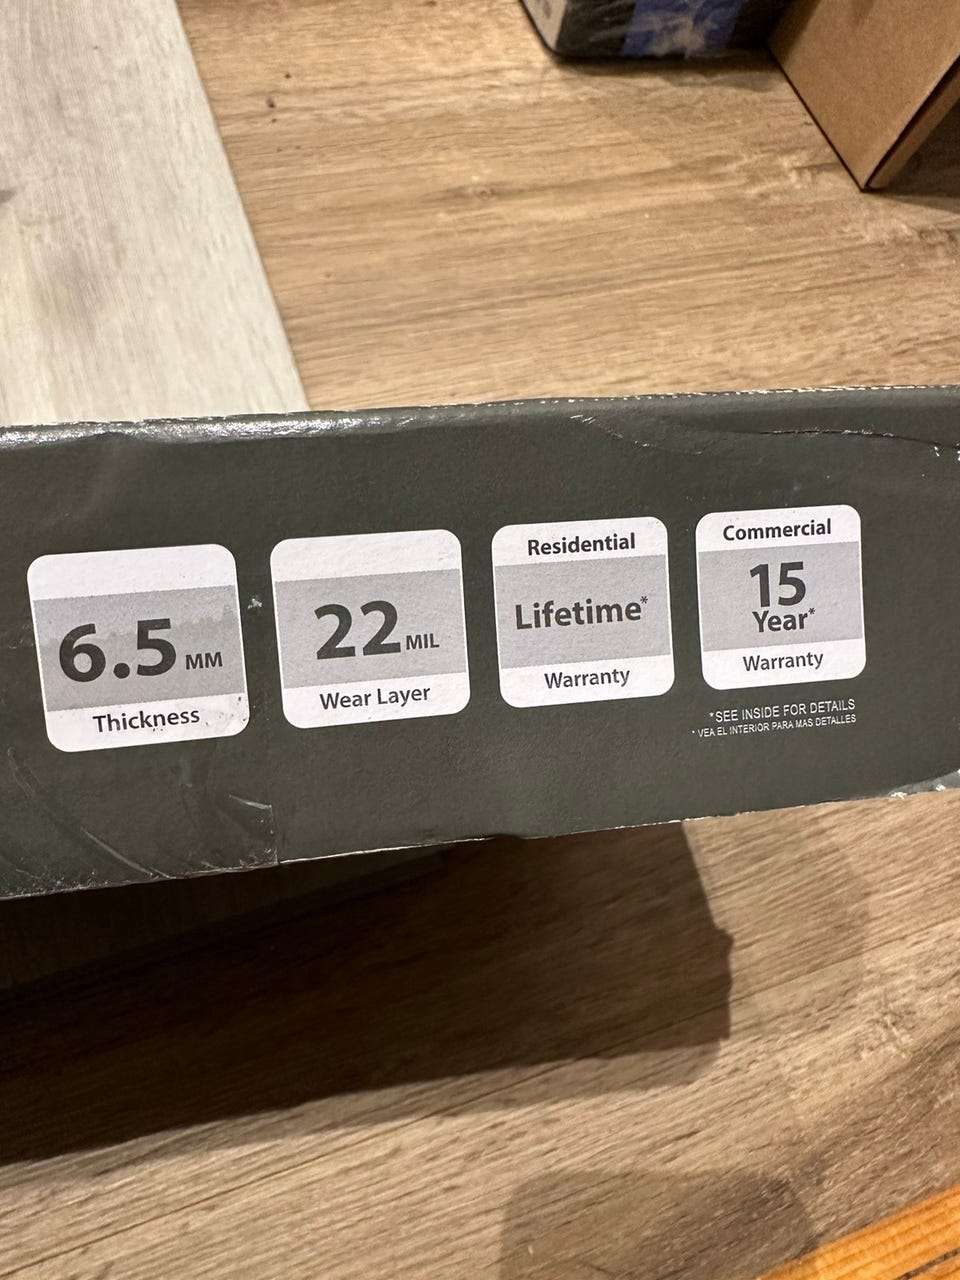 6.5 MM
Thickness
22 MIL
Wear Layer
Residential
Lifetime*
Warranty
Commercial
15
Year*
Warranty
*SEE INSIDE FOR DETAILS
* VEA EL INTERIOR PARA MAS DETALLES